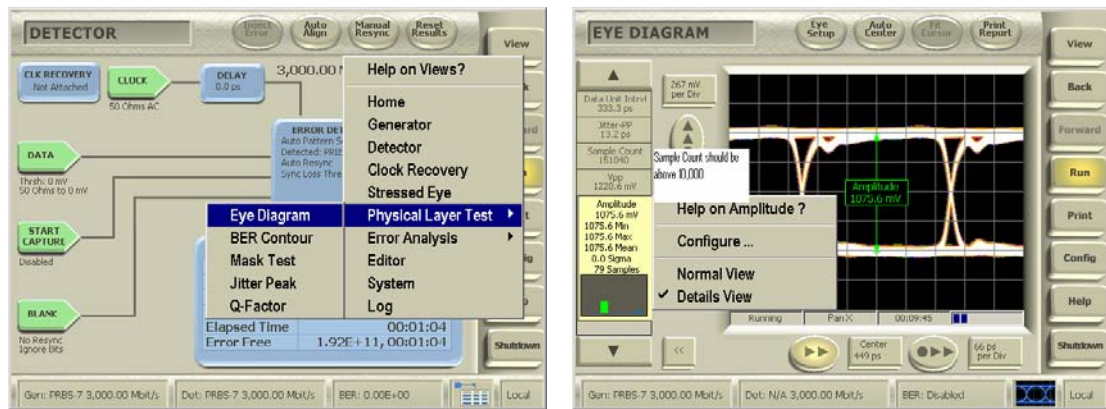 DETECTOR
Inject Error
Auto Align
Manual Resync
Reset Results
View
CLK RECOVERY
Not Attached
CLOCK
50 Ohms AC
DELAY
0.0 ps
3,000.00
ERROR DET
Auto Pattern S
Detected: PRBS
Auto Resync
Sync Loss Thre
DATA
Thrsh: 0 mV
50 Ohms to 0 mV
START CAPTURE
Disabled
BLANK
No Resync
Ignore Bits
Help on Views?
Home
Generator
Detector
Clock Recovery
Stressed Eye
Physical Layer Test
Error Analysis
Editor
System
Log
Eye Diagram
BER Contour
Mask Test
Jitter Peak
Q-Factor
Elapsed Time 00:01:04
Error Free 1.92E+11, 00:01:04
Shutdown
Gen: PRBS-7 3,000.00 Mbit/s
Det: PRBS-7 3,000.00 Mbit/s
BER: 0.00E+00
Local
EYE DIAGRAM
Eye Setup
Auto Center
Fit Cursor
Print Report
View
Back
Forward
Run
Print
Config
Help
Shutdown
Data Unit Intrvl
333.3 ps
Jitter-PP
13.2 ps
Sample Count
151040
Vpp
1220.6 mV
Amplitude
1075.6 mV
1075.6 Min
1075.6 Max
1075.6 Mean
0.0 Sigma
79 Samples
267 mV
per Div
Sample Count should be
above 10,000
Amplitude
1075.6 mV
Help on Amplitude ?
Configure ...
Normal View
Details View
Running
Pan X
00:09:45
<<
Center
449 ps
66 ps
per Div
Gen: PRBS-7 3,000.00 Mbit/s
Det: N/A 3,000.00 Mbit/s
BER: Disabled
Local